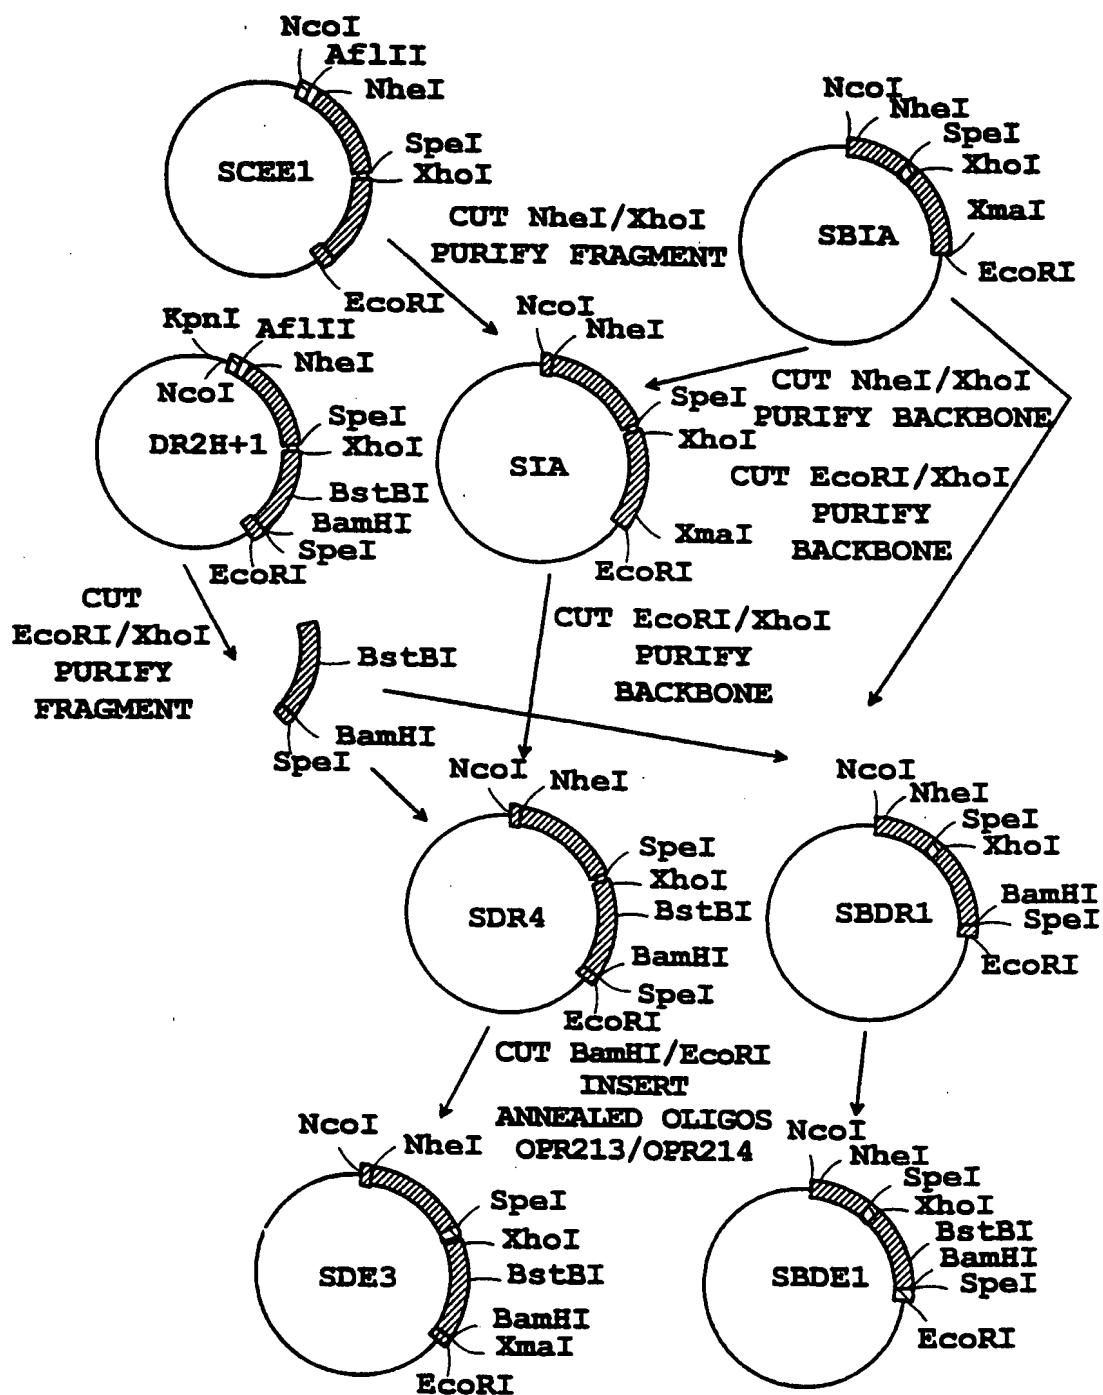 NcoI
AflII
NheI
SpeI
XhoI
SCEE1
EcoRI
CUT NheI/XhoI
PURIFY FRAGMENT
NcoI
NheI
SpeI
XhoI
XmaI
SBIA
EcoRI
KpnI
AflII
NheI
NcoI
SpeI
XhoI
DR2H+1
BstBI
BamHI
SpeI
EcoRI
NcoI
NheI
SpeI
XhoI
SIA
XmaI
EcoRI
CUT NheI/XhoI
PURIFY BACKBONE
CUT EcoRI/XhoI
PURIFY
BACKBONE
CUT
EcoRI/XhoI
PURIFY
FRAGMENT
BstBI
BamHI
SpeI
CUT EcoRI/XhoI
PURIFY
BACKBONE
NcoI
NheI
SpeI
XhoI
SDR4
BstBI
BamHI
SpeI
EcoRI
NcoI
NheI
SpeI
XhoI
SBDR1
BamHI
SpeI
EcoRI
CUT BamHI/EcoRI
INSERT
ANNEALED OLIGOS
OPR213/OPR214
NcoI
NheI
SpeI
XhoI
SDE3
BstBI
BamHI
XmaI
EcoRI
NcoI
NheI
SpeI
XhoI
BstBI
SBDE1
BamHI
SpeI
EcoRI